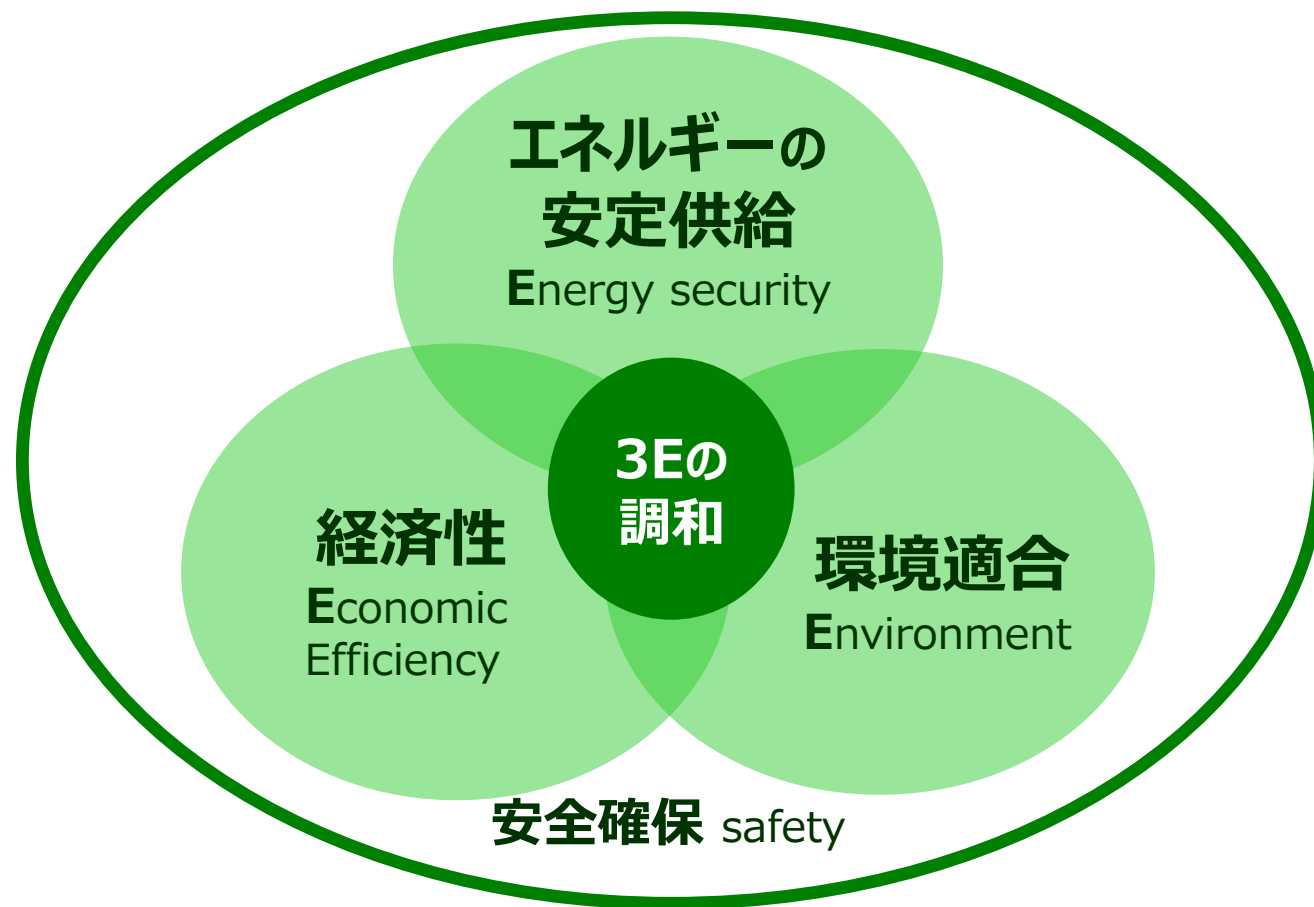 エネルギーの
安定供給
Energy security
3Eの
調和
経済性
Economic
Efficiency
環境適合
Environment
安全確保 safety